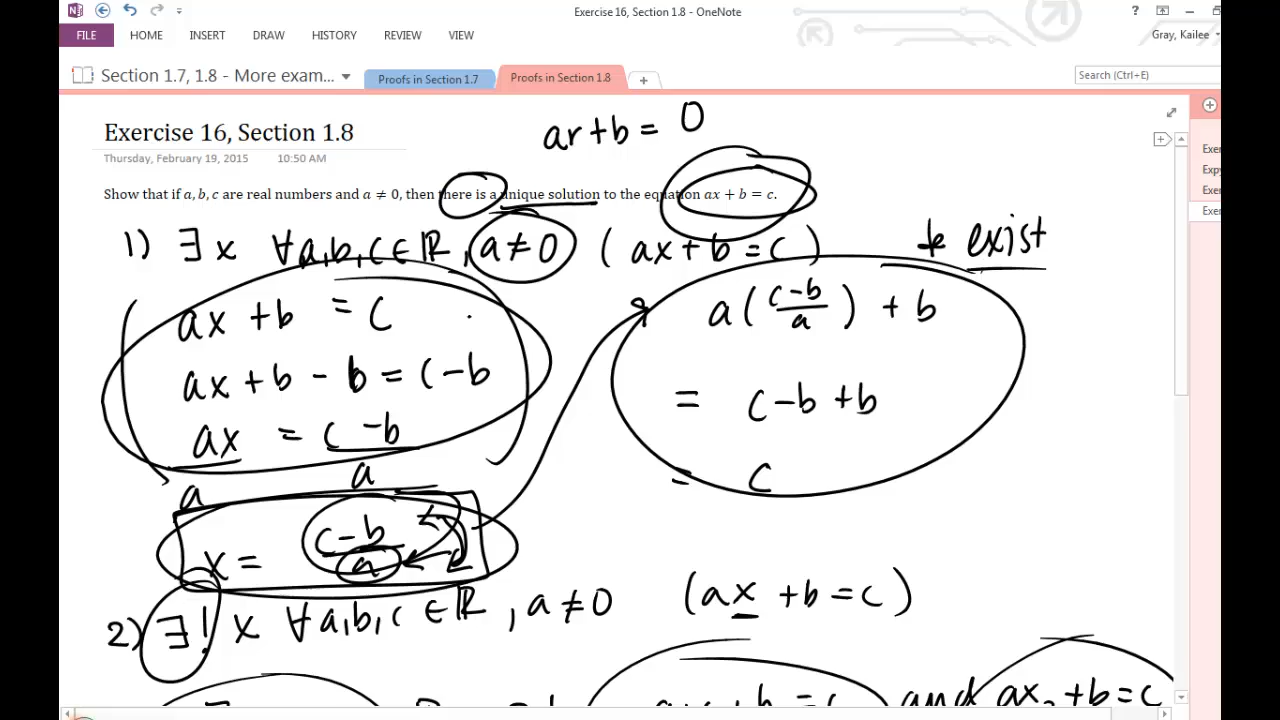 Exercise 16, Section 1.8 - OneNote
FILE HOME INSERT DRAW HISTORY REVIEW VIEW
Gray, Kailee
Section 1.7, 1.8 - More exam...
Proofs in Section 1.7
Proofs in Section 1.8
Search (Ctrl+E)
Exercise 16, Section 1.8
ar+b = 0
Thursday, February 19, 2015 10:50 AM
Show that if a, b, c are real numbers and a ≠ 0, then there is a unique solution to the equation ax + b = c.
1) ∃ x ∀a,b,c ∈ ℝ, a≠0 (ax+b=c)
exist
ax + b = c
a((c-b)/a) + b
ax + b - b = c - b
= c - b + b
ax = c - b
a a
= c
x = (c-b)/a
2) ∃! x ∀a,b,c ∈ ℝ, a≠0 (ax + b = c)
and ax₂ + b = c
Exer
Expy
Exer
Exer